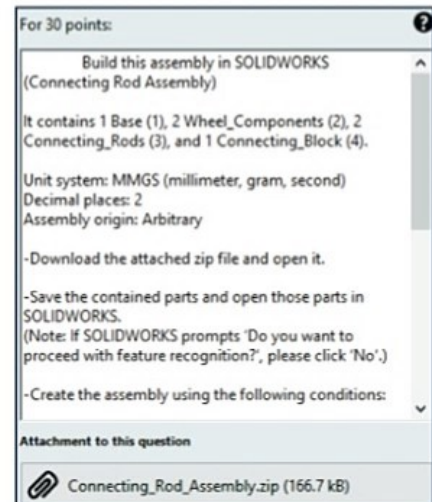 For 30 points:
Build this assembly in SOLIDWORKS
(Connecting Rod Assembly)
It contains 1 Base (1), 2 Wheel_Components (2), 2
Connecting_Rods (3), and 1 Connecting_Block (4).
Unit system: MMGS (millimeter, gram, second)
Decimal places: 2
Assembly origin: Arbitrary
-Download the attached zip file and open it.
-Save the contained parts and open those parts in
SOLIDWORKS.
(Note: If SOLIDWORKS prompts 'Do you want to
proceed with feature recognition?', please click 'No'.)
-Create the assembly using the following conditions:
Attachment to this question
Connecting_Rod_Assembly.zip (166.7 kB)